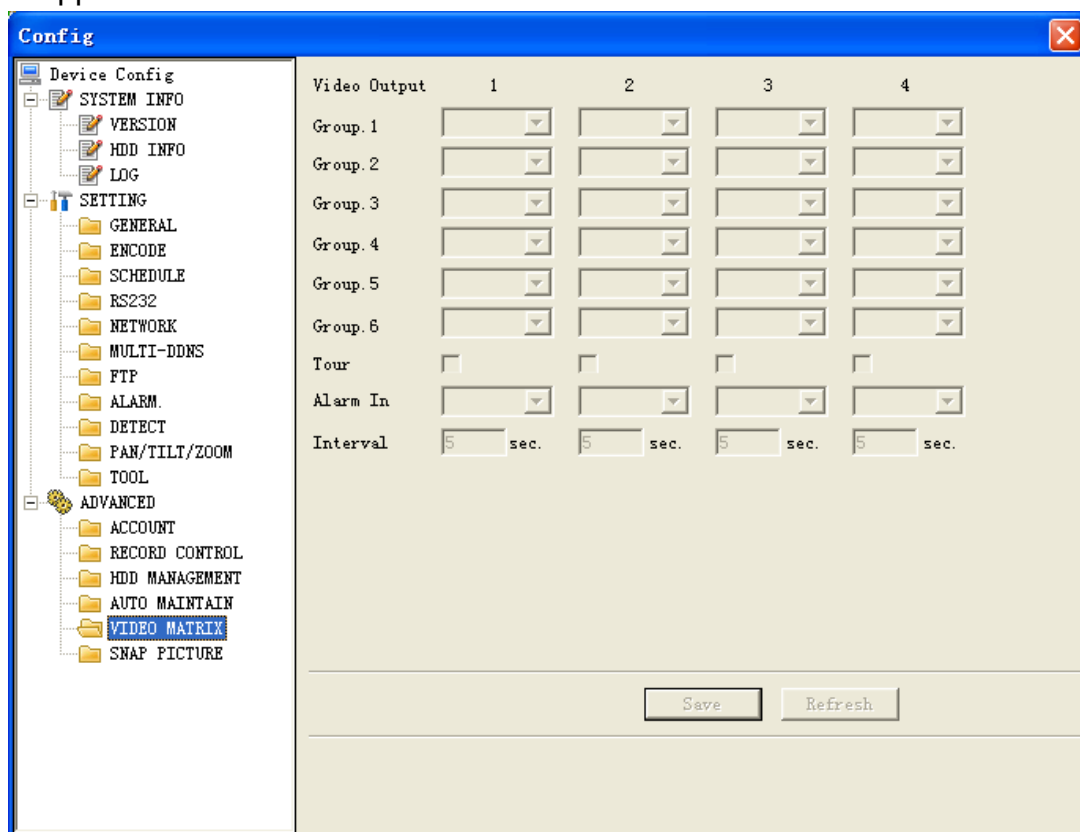 Config
Device Config
SYSTEM INFO
VERSION
HDD INFO
LOG
SETTING
GENERAL
ENCODE
SCHEDULE
RS232
NETWORK
MULTI-DDNS
FTP
ALARM.
DETECT
PAN/TILT/ZOOM
TOOL
ADVANCED
ACCOUNT
RECORD CONTROL
HDD MANAGEMENT
AUTO MAINTAIN
VIDEO MATRIX
SNAP PICTURE
Video Output 1 2 3 4
Group.1
Group.2
Group.3
Group.4
Group.5
Group.6
Tour
Alarm In
Interval 5 sec. 5 sec. 5 sec. 5 sec.
Save Refresh